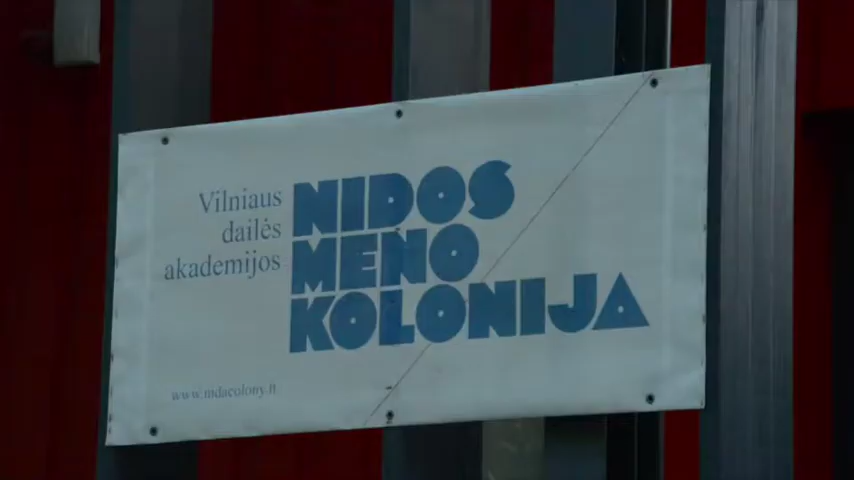 Vilniaus
dailės
akademijos
NIDOS
MENO
KOLONIJA
www.nidacolony.lt